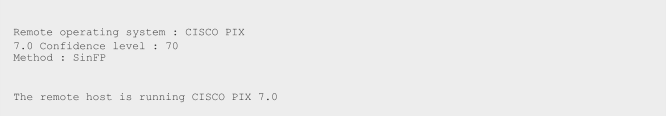 Remote operating system : CISCO PIX
7.0 Confidence level : 70
Method : SinFP
The remote host is running CISCO PIX 7.0